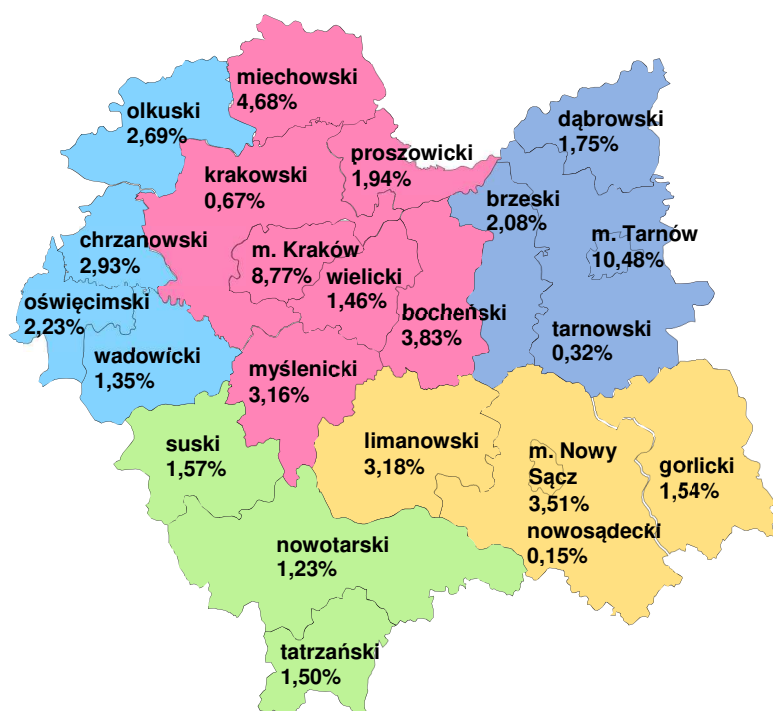 miechowski
4,68%
olkuski
2,69%
dąbrowski
1,75%
proszowicki
1,94%
krakowski
0,67%
brzeski
2,08%
chrzanowski
2,93%
m. Kraków
8,77%
m. Tarnów
10,48%
wielicki
1,46%
oświęcimski
2,23%
bocheński
3,83%
tarnowski
0,32%
wadowicki
1,35%
myślenicki
3,16%
suski
1,57%
limanowski
3,18%
m. Nowy
Sącz
3,51%
gorlicki
1,54%
nowosądecki
0,15%
nowotarski
1,23%
tatrzański
1,50%